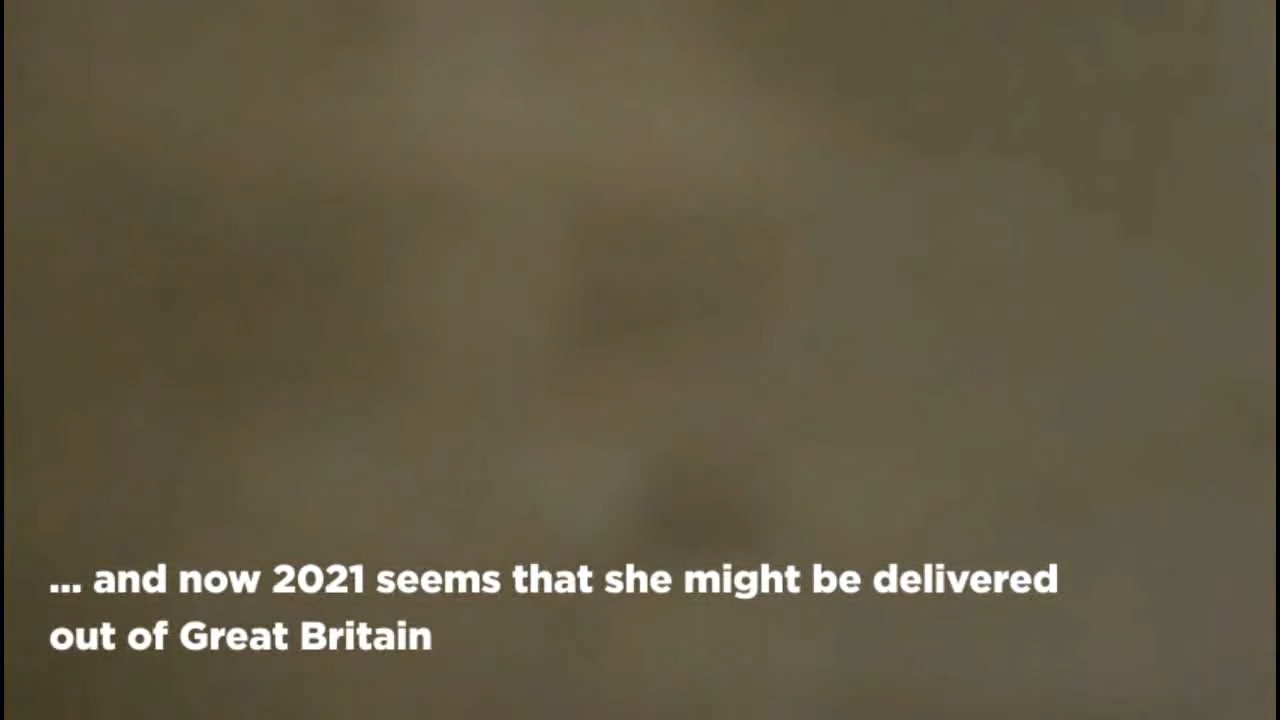 ... and now 2021 seems that she might be delivered
out of Great Britain